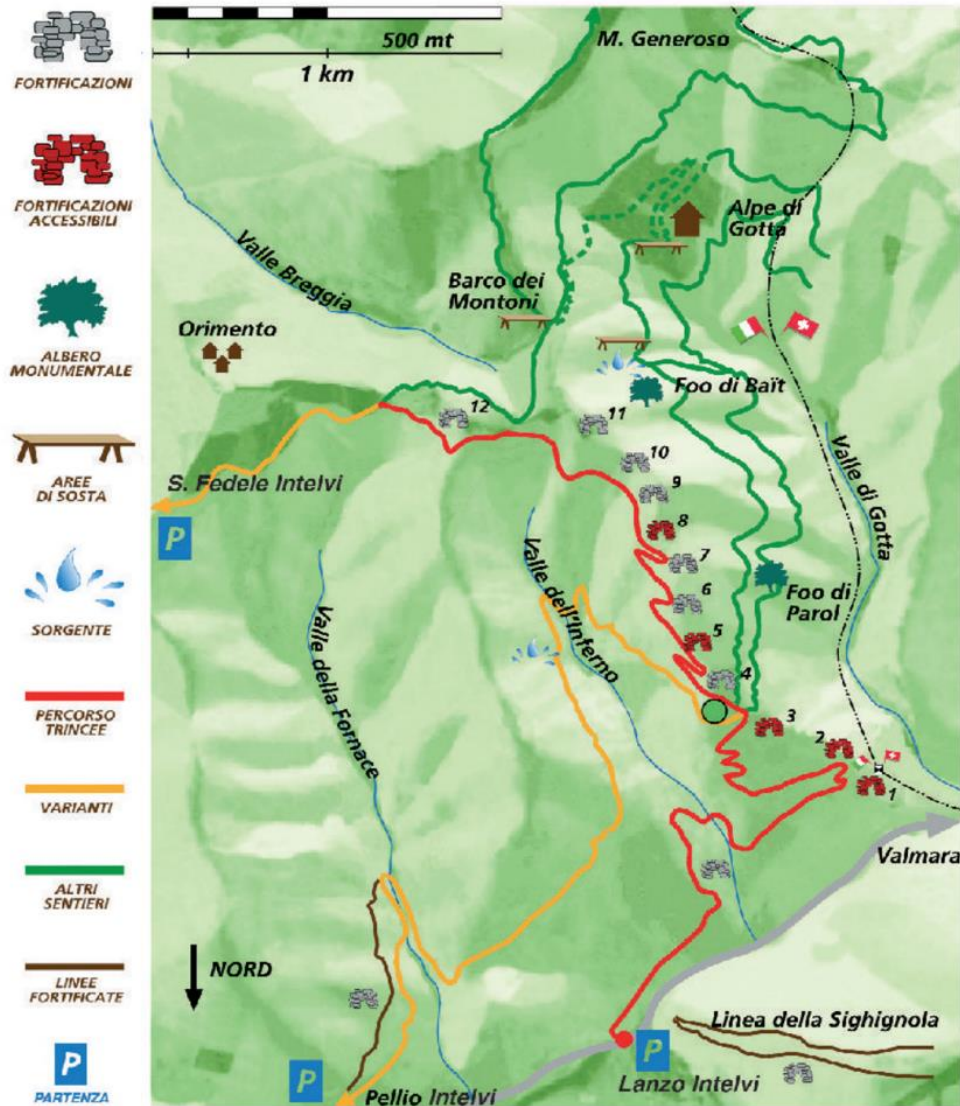 FORTIFICAZIONI
FORTIFICAZIONI
ACCESSIBILI
ALBERO
MONUMENTALE
AREE
DI SOSTA
SORGENTE
PERCORSO
TRINCEE
VARIANTI
ALTRI
SENTIERI
LINEE
FORTIFICATE
P
PARTENZA
500 mt
1 km
M. Generoso
Alpe di
Gotta
Valle Breggia
Barco dei
Montoni
Orimento
Foo di Baït
12
11
10
9
8
7
6
5
4
3
2
1
S. Fedele Intelvi
P
Valle di Gotta
Foo di
Parol
Valle dell'Inferno
Valle della Fornace
Valmara
NORD
Linea della Sighignola
P
Lanzo Intelvi
P
Pellio Intelvi